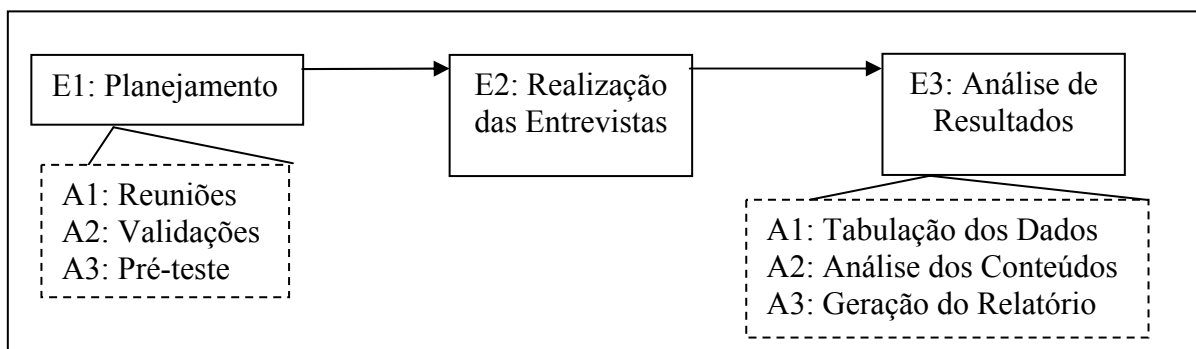 E1: Planejamento
E2: Realização
das Entrevistas
E3: Análise de
Resultados
A1: Reuniões
A2: Validações
A3: Pré-teste
A1: Tabulação dos Dados
A2: Análise dos Conteúdos
A3: Geração do Relatório